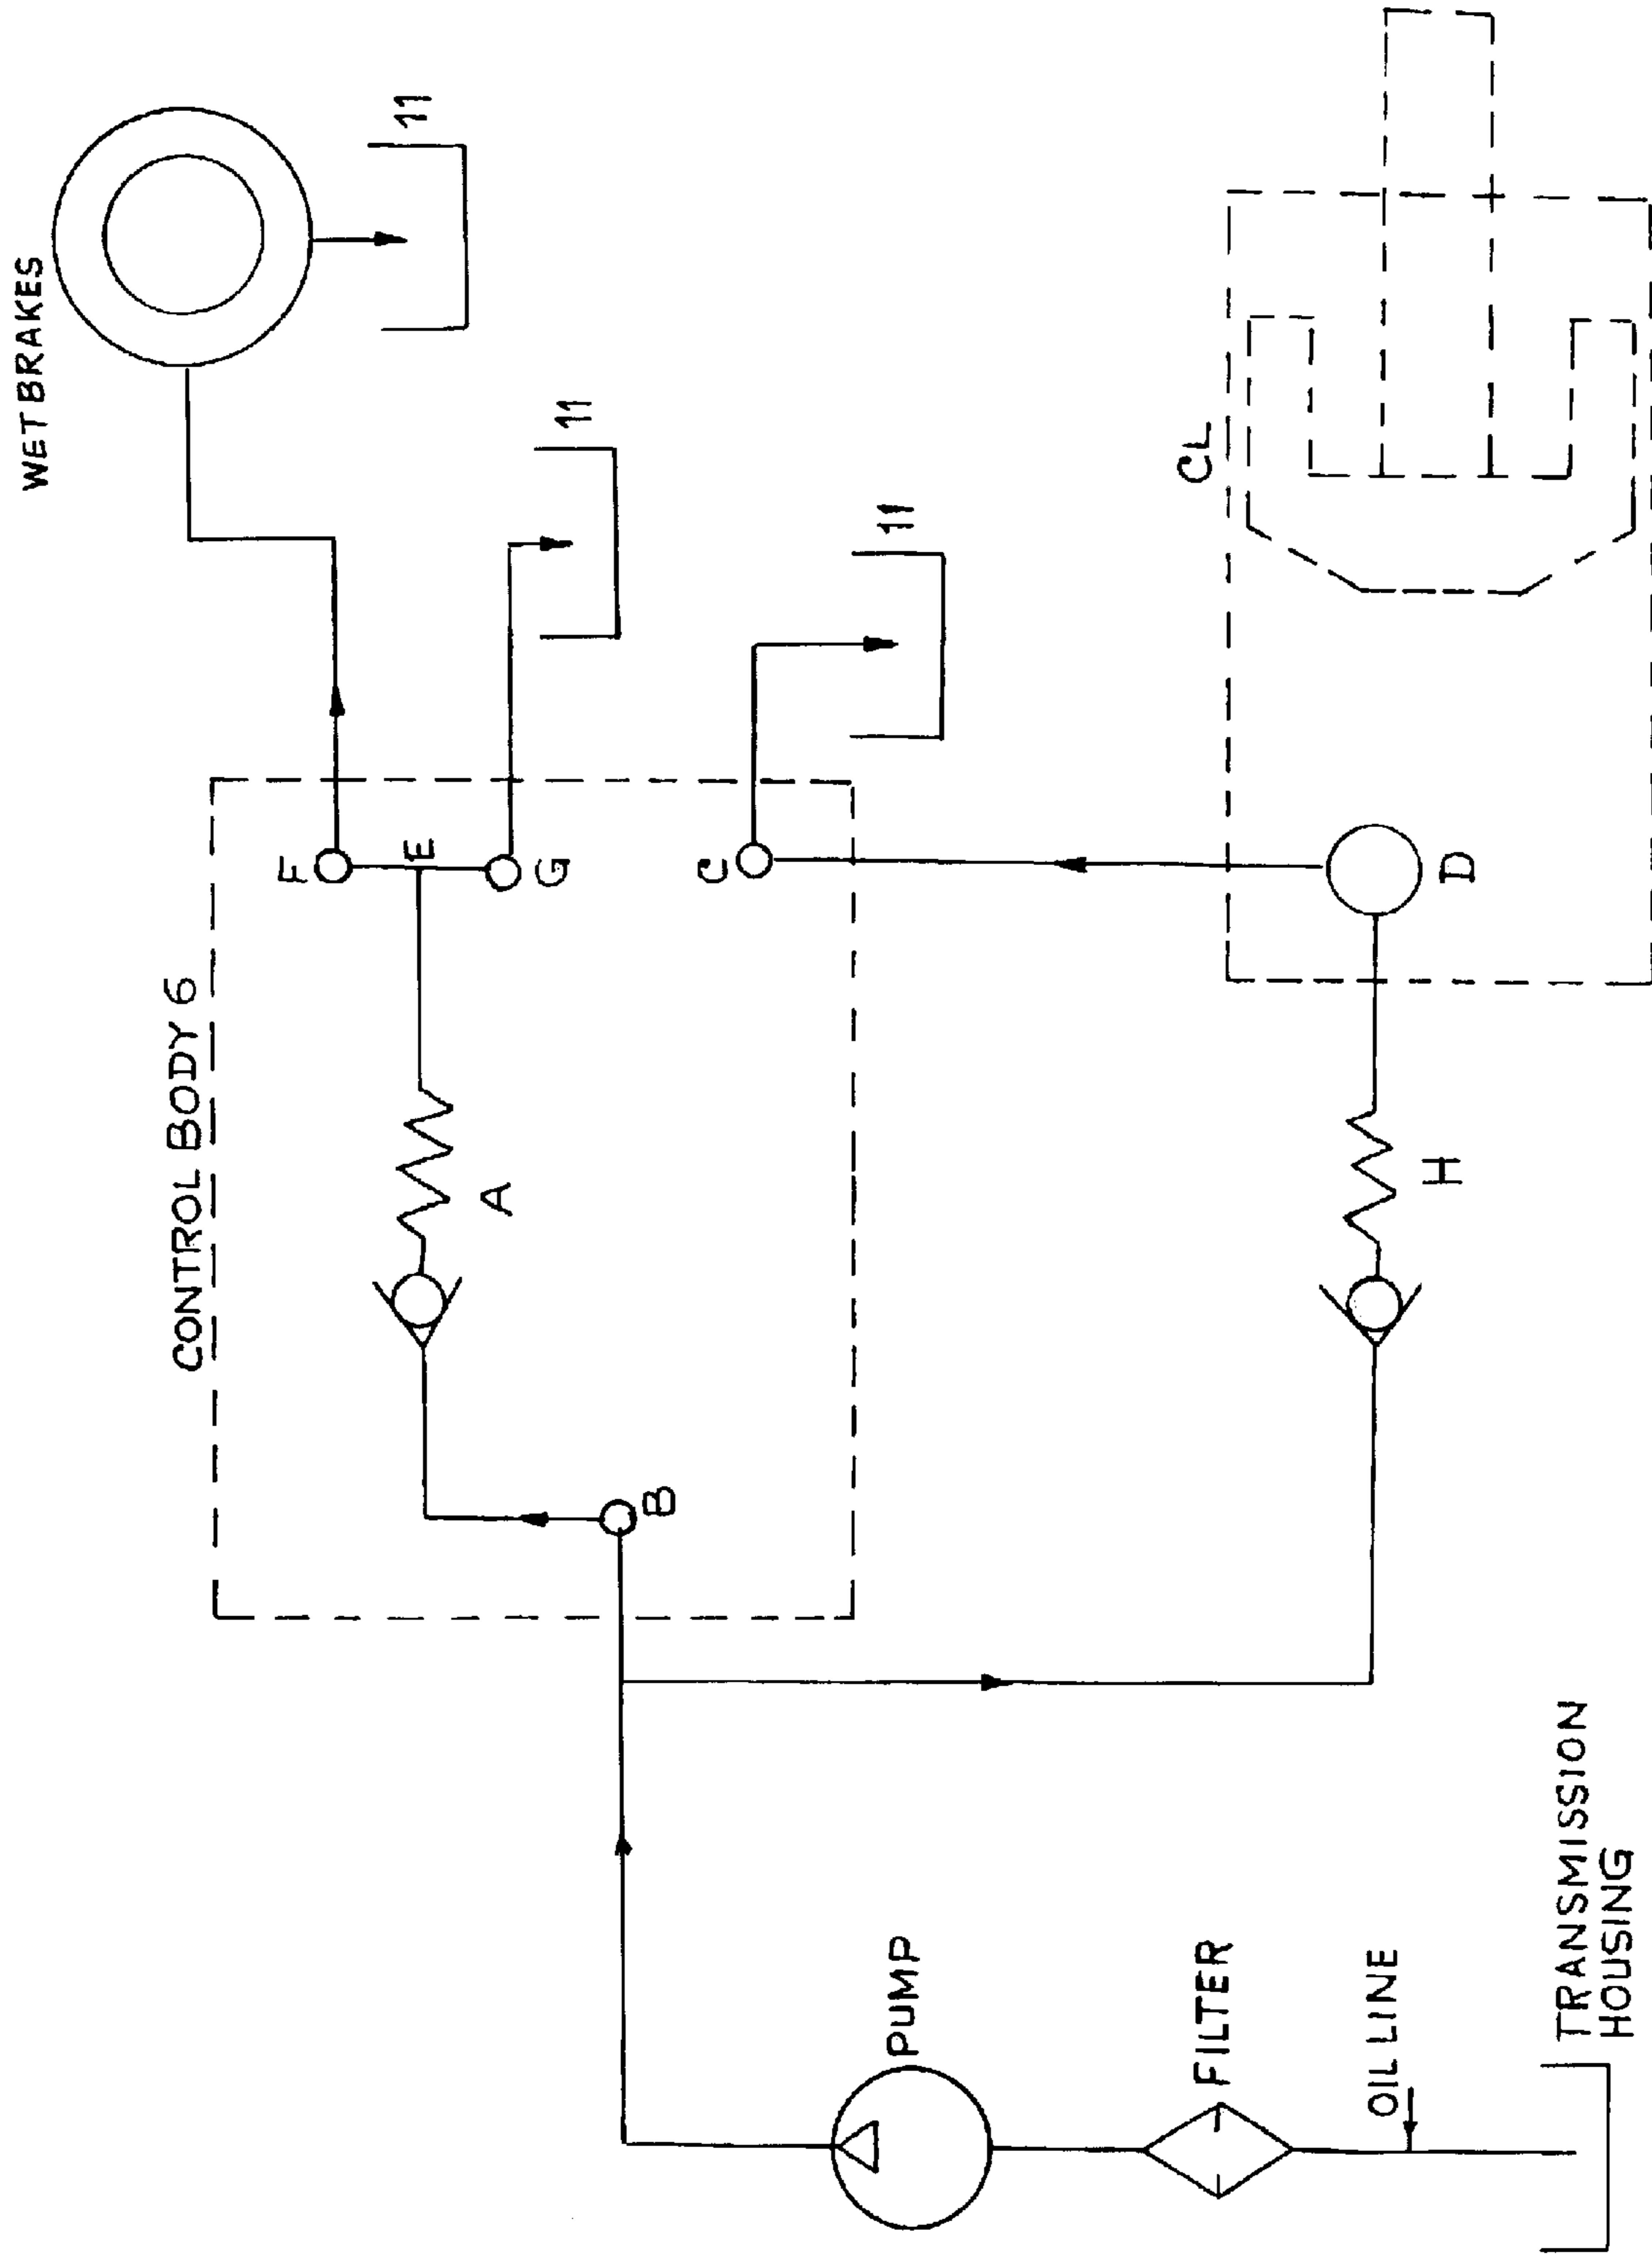 WET BRAKES
11
11
11
CONTROL BODY 6
F
E
G
C
A
B
CL
D
H
PUMP
FILTER
OIL LINE
TRANSMISSION
HOUSING